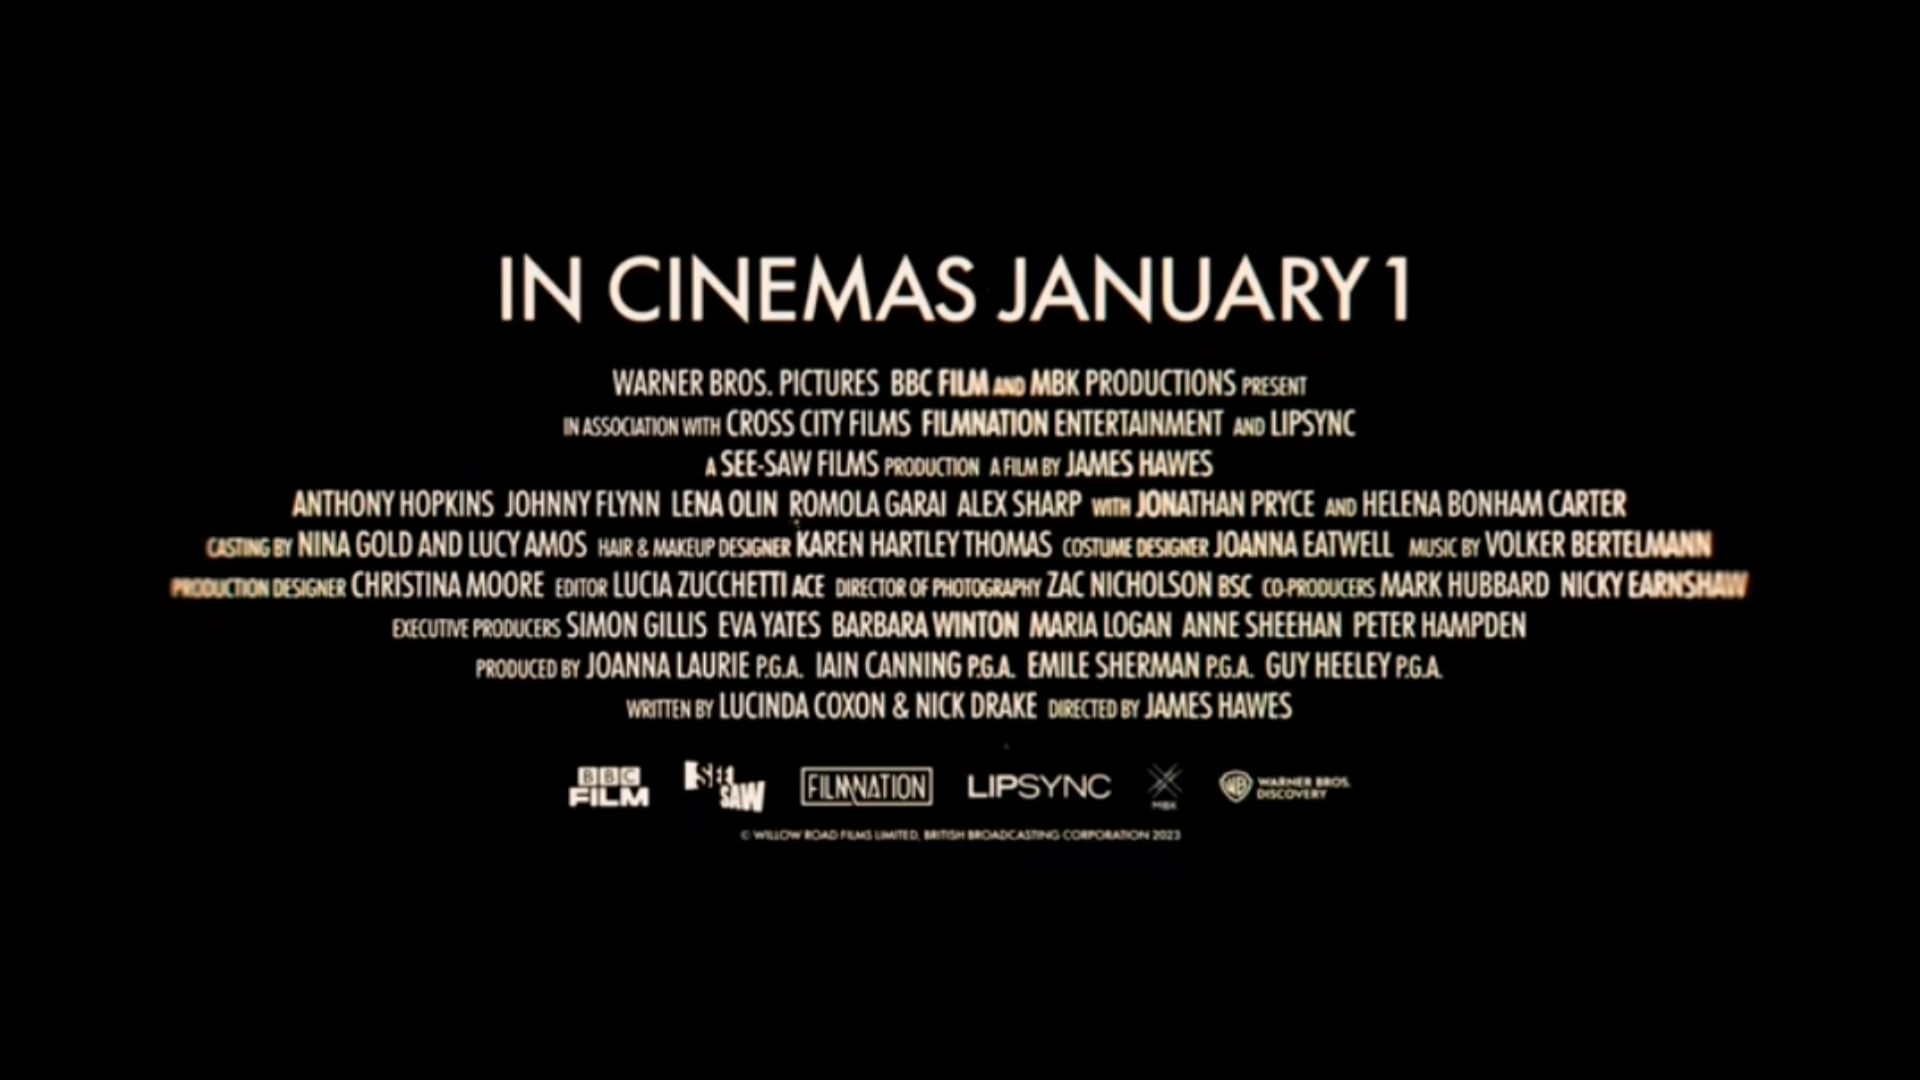 IN CINEMAS JANUARY 1
WARNER BROS. PICTURES BBC FILM AND MBK PRODUCTIONS PRESENT
IN ASSOCIATION WITH CROSS CITY FILMS FILMNATION ENTERTAINMENT AND LIPSYNC
A SEE-SAW FILMS PRODUCTION A FILM BY JAMES HAWES
ANTHONY HOPKINS JOHNNY FLYNN LENA OLIN ROMOLA GARAI ALEX SHARP WITH JONATHAN PRYCE AND HELENA BONHAM CARTER
CASTING BY NINA GOLD AND LUCY AMOS HAIR & MAKEUP DESIGNER KAREN HARTLEY THOMAS COSTUME DESIGNER JOANNA EATWELL MUSIC BY VOLKER BERTELMANN
PRODUCTION DESIGNER CHRISTINA MOORE EDITOR LUCIA ZUCCHETTI ACE DIRECTOR OF PHOTOGRAPHY ZAC NICHOLSON BSC CO-PRODUCERS MARK HUBBARD NICKY EARNSHAW
EXECUTIVE PRODUCERS SIMON GILLIS EVA YATES BARBARA WINTON MARIA LOGAN ANNE SHEEHAN PETER HAMPDEN
PRODUCED BY JOANNA LAURIE P.G.A. IAIN CANNING P.G.A. EMILE SHERMAN P.G.A. GUY HEELEY P.G.A.
WRITTEN BY LUCINDA COXON & NICK DRAKE DIRECTED BY JAMES HAWES
BBC FILM SEE SAW FILMNATION LIPSYNC MBK WB WARNER BROS. DISCOVERY
© WILLOW ROAD FILMS LIMITED, BRITISH BROADCASTING CORPORATION 2023